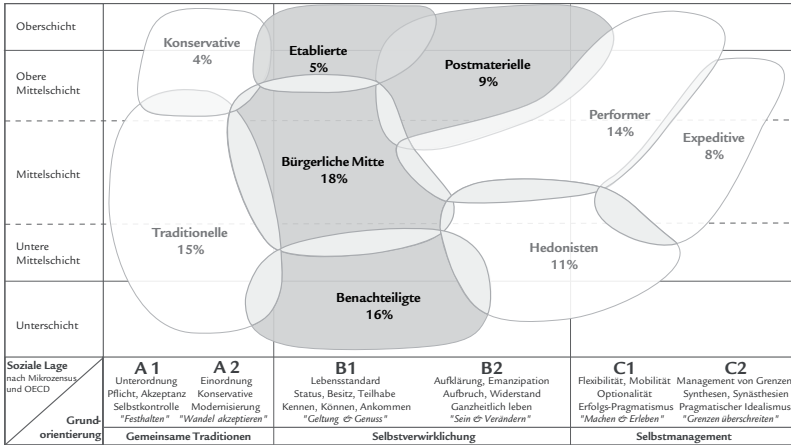 Oberschicht
Obere
Mittelschicht
Mittelschicht
Untere
Mittelschicht
Unterschicht
Konservative
4%
Etablierte
5%
Postmaterielle
9%
Performer
14%
Expeditive
8%
Bürgerliche Mitte
18%
Traditionelle
15%
Hedonisten
11%
Benachteiligte
16%
Soziale Lage
nach Mikrozensus
und OECD
Grund-
orientierung
A 1
Unterordnung
Pflicht, Akzeptanz
Selbstkontrolle
"Festhalten"
A 2
Einordnung
Konservative
Modernisierung
"Wandel akzeptieren"
B1
Lebensstandard
Status, Besitz, Teilhabe
Kennen, Können, Ankommen
"Geltung & Genuss"
B2
Aufklärung, Emanzipation
Aufbruch, Widerstand
Ganzheitlich leben
"Sein & Verändern"
C1
Flexibilität, Mobilität
Optionalität
Erfolgs-Pragmatismus
"Machen & Erleben"
C2
Management von Grenzen
Synthesen, Synästhesien
Pragmatischer Idealismus
"Grenzen überschreiten"
Gemeinsame Traditionen
Selbstverwirklichung
Selbstmanagement